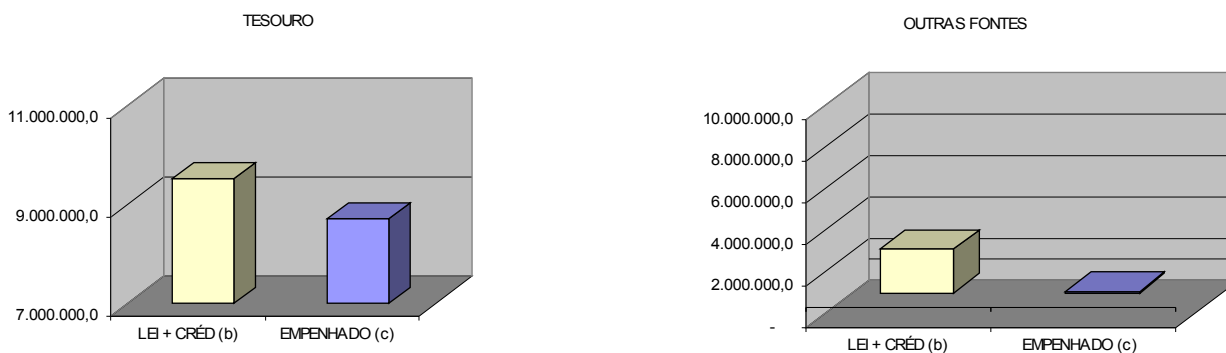 TESOURO
11.000.000,0
9.000.000,0
7.000.000,0
LEI + CRÉD (b)
EMPENHADO (c)
OUTRAS FONTES
10.000.000,0
8.000.000,0
6.000.000,0
4.000.000,0
2.000.000,0
-
LEI + CRÉD (b)
EMPENHADO (c)